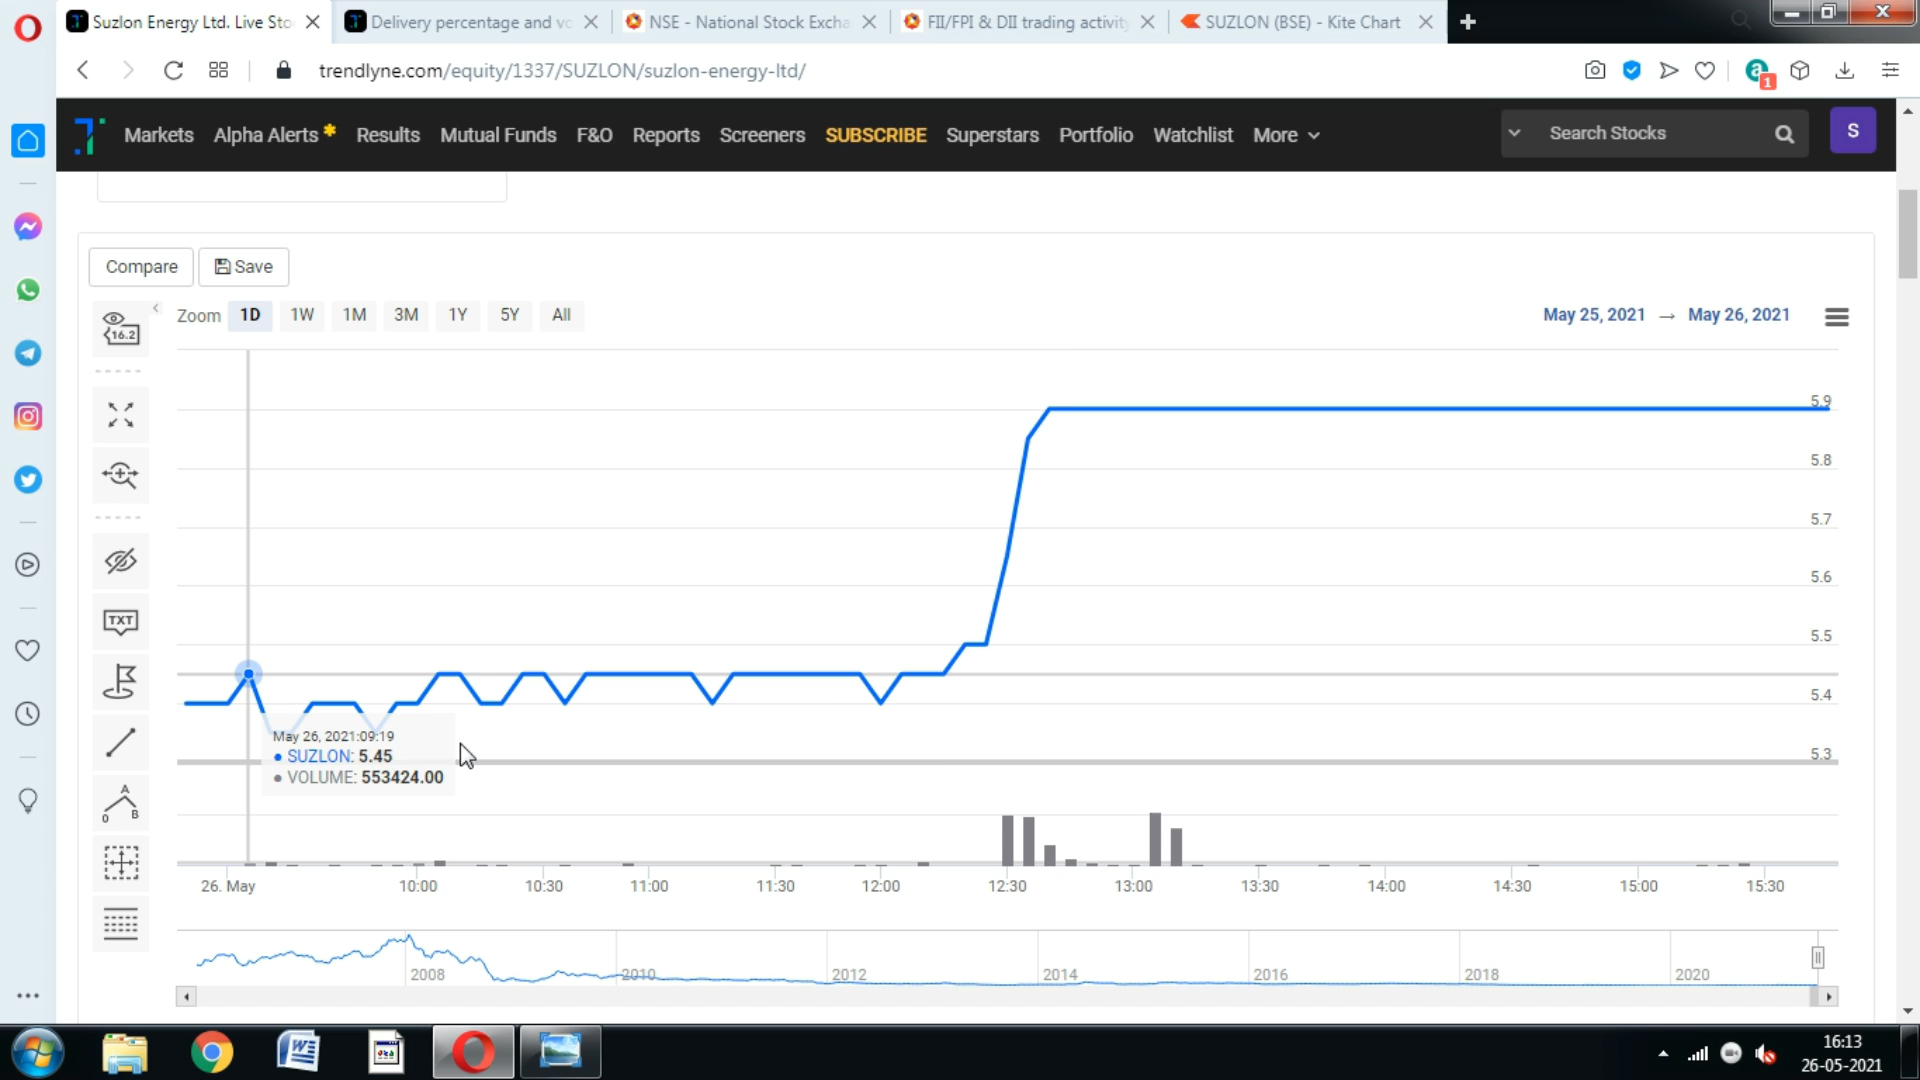 Suzlon Energy Ltd. Live Sto
Delivery percentage and vo
NSE - National Stock Excha
FII/FPI & DII trading activity
SUZLON (BSE) - Kite Chart
trendlyne.com/equity/1337/SUZLON/suzlon-energy-ltd/
a
1
Markets
Alpha Alerts
Results
Mutual Funds
F&O
Reports
Screeners
SUBSCRIBE
Superstars
Portfolio
Watchlist
More
Search Stocks
S
Compare
Save
16.2
Zoom
1D
1W
1M
3M
1Y
5Y
All
May 25, 2021 → May 26, 2021
5.9
5.8
5.7
5.6
5.5
5.4
5.3
TXT
A
0
B
May 26, 2021:09:19
● SUZLON: 5.45
● VOLUME: 553424.00
26. May
10:00
10:30
11:00
11:30
12:00
12:30
13:00
13:30
14:00
14:30
15:00
15:30
2008
2010
2012
2014
2016
2018
2020
16:13
26-05-2021